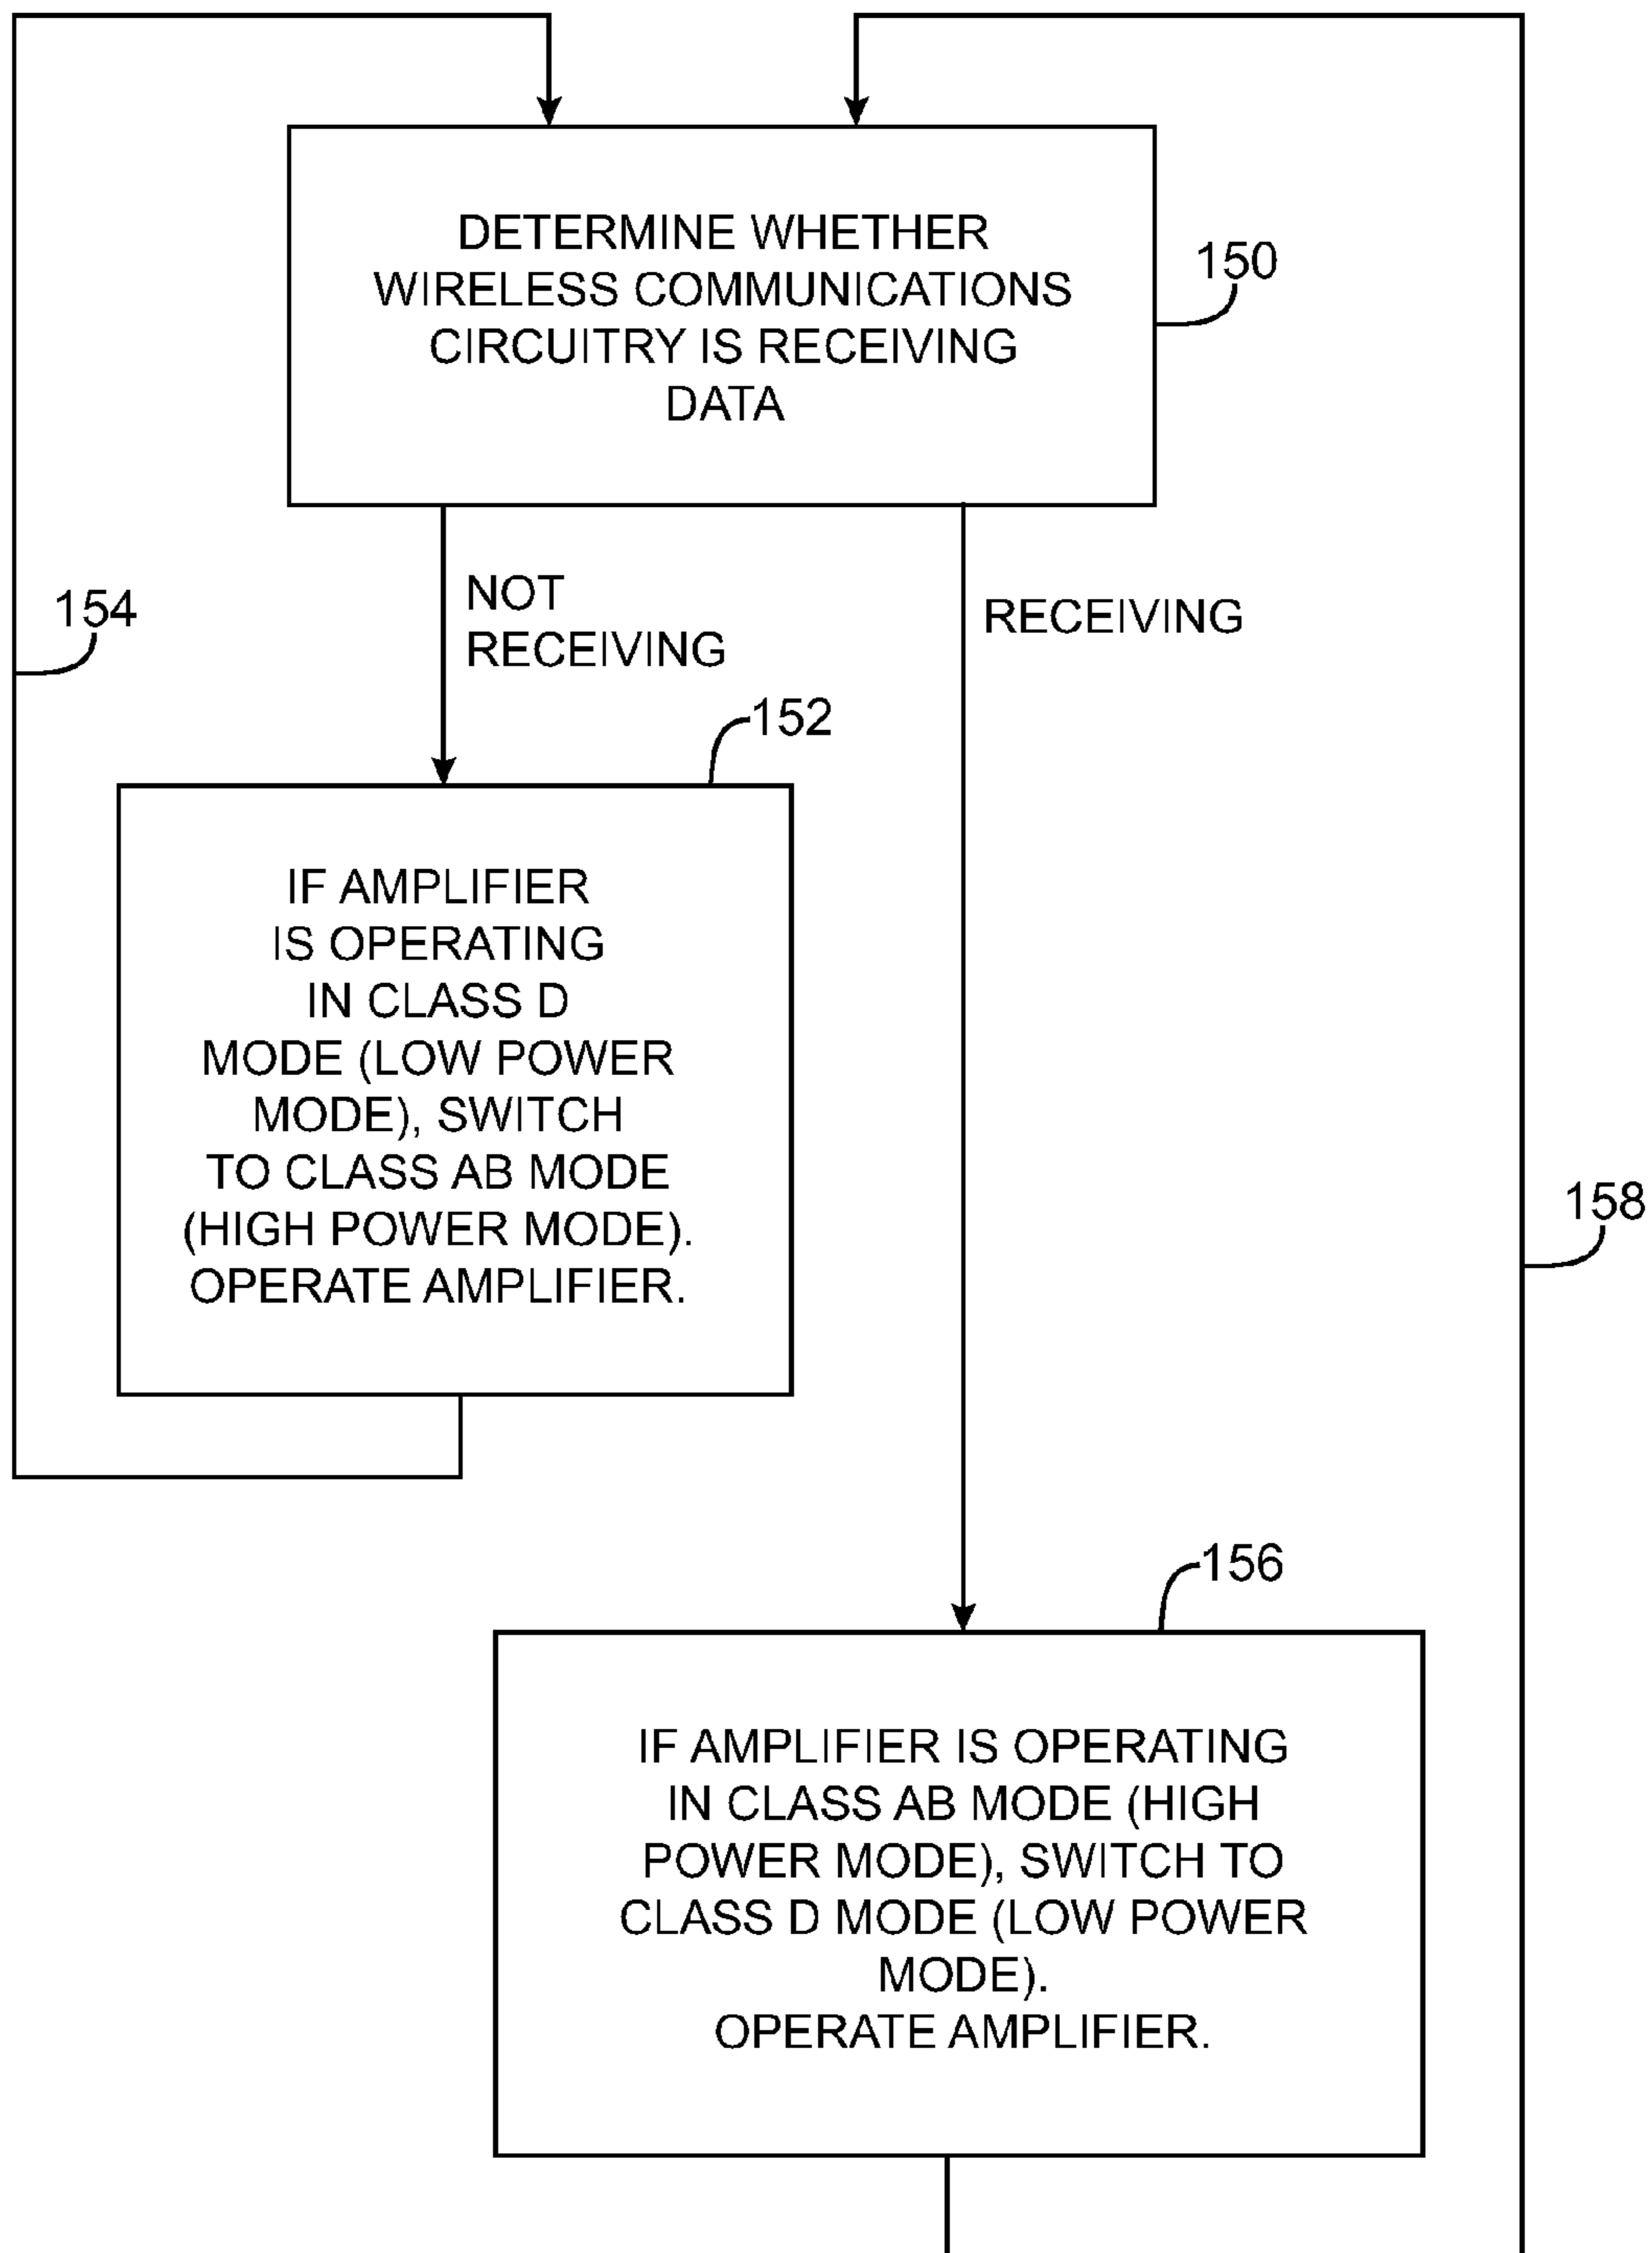 DETERMINE WHETHER
WIRELESS COMMUNICATIONS
CIRCUITRY IS RECEIVING
DATA
150
NOT
RECEIVING
RECEIVING
154
152
IF AMPLIFIER
IS OPERATING
IN CLASS D
MODE (LOW POWER
MODE), SWITCH
TO CLASS AB MODE
(HIGH POWER MODE).
OPERATE AMPLIFIER.
158
156
IF AMPLIFIER IS OPERATING
IN CLASS AB MODE (HIGH
POWER MODE), SWITCH TO
CLASS D MODE (LOW POWER
MODE).
OPERATE AMPLIFIER.